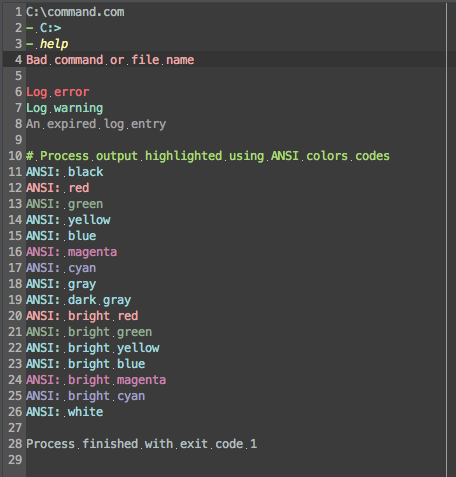 1 C:\command.com
2 - C:>
3 - help
4 Bad command or file name
5
6 Log error
7 Log warning
8 An expired log entry
9
10 # Process output highlighted using ANSI colors codes
11 ANSI: black
12 ANSI: red
13 ANSI: green
14 ANSI: yellow
15 ANSI: blue
16 ANSI: magenta
17 ANSI: cyan
18 ANSI: gray
19 ANSI: dark gray
20 ANSI: bright red
21 ANSI: bright green
22 ANSI: bright yellow
23 ANSI: bright blue
24 ANSI: bright magenta
25 ANSI: bright cyan
26 ANSI: white
27
28 Process finished with exit code 1
29